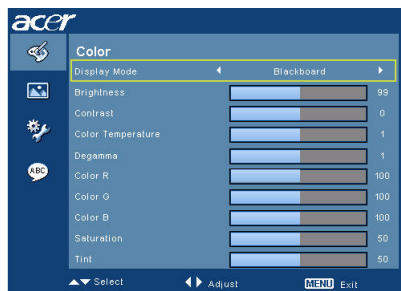 acer
Color
Display Mode Blackboard
Brightness 99
Contrast 0
Color Temperature 1
Degamma 1
Color R 100
Color G 100
Color B 100
Saturation 50
Tint 50
ABC
Select Adjust MENU Exit